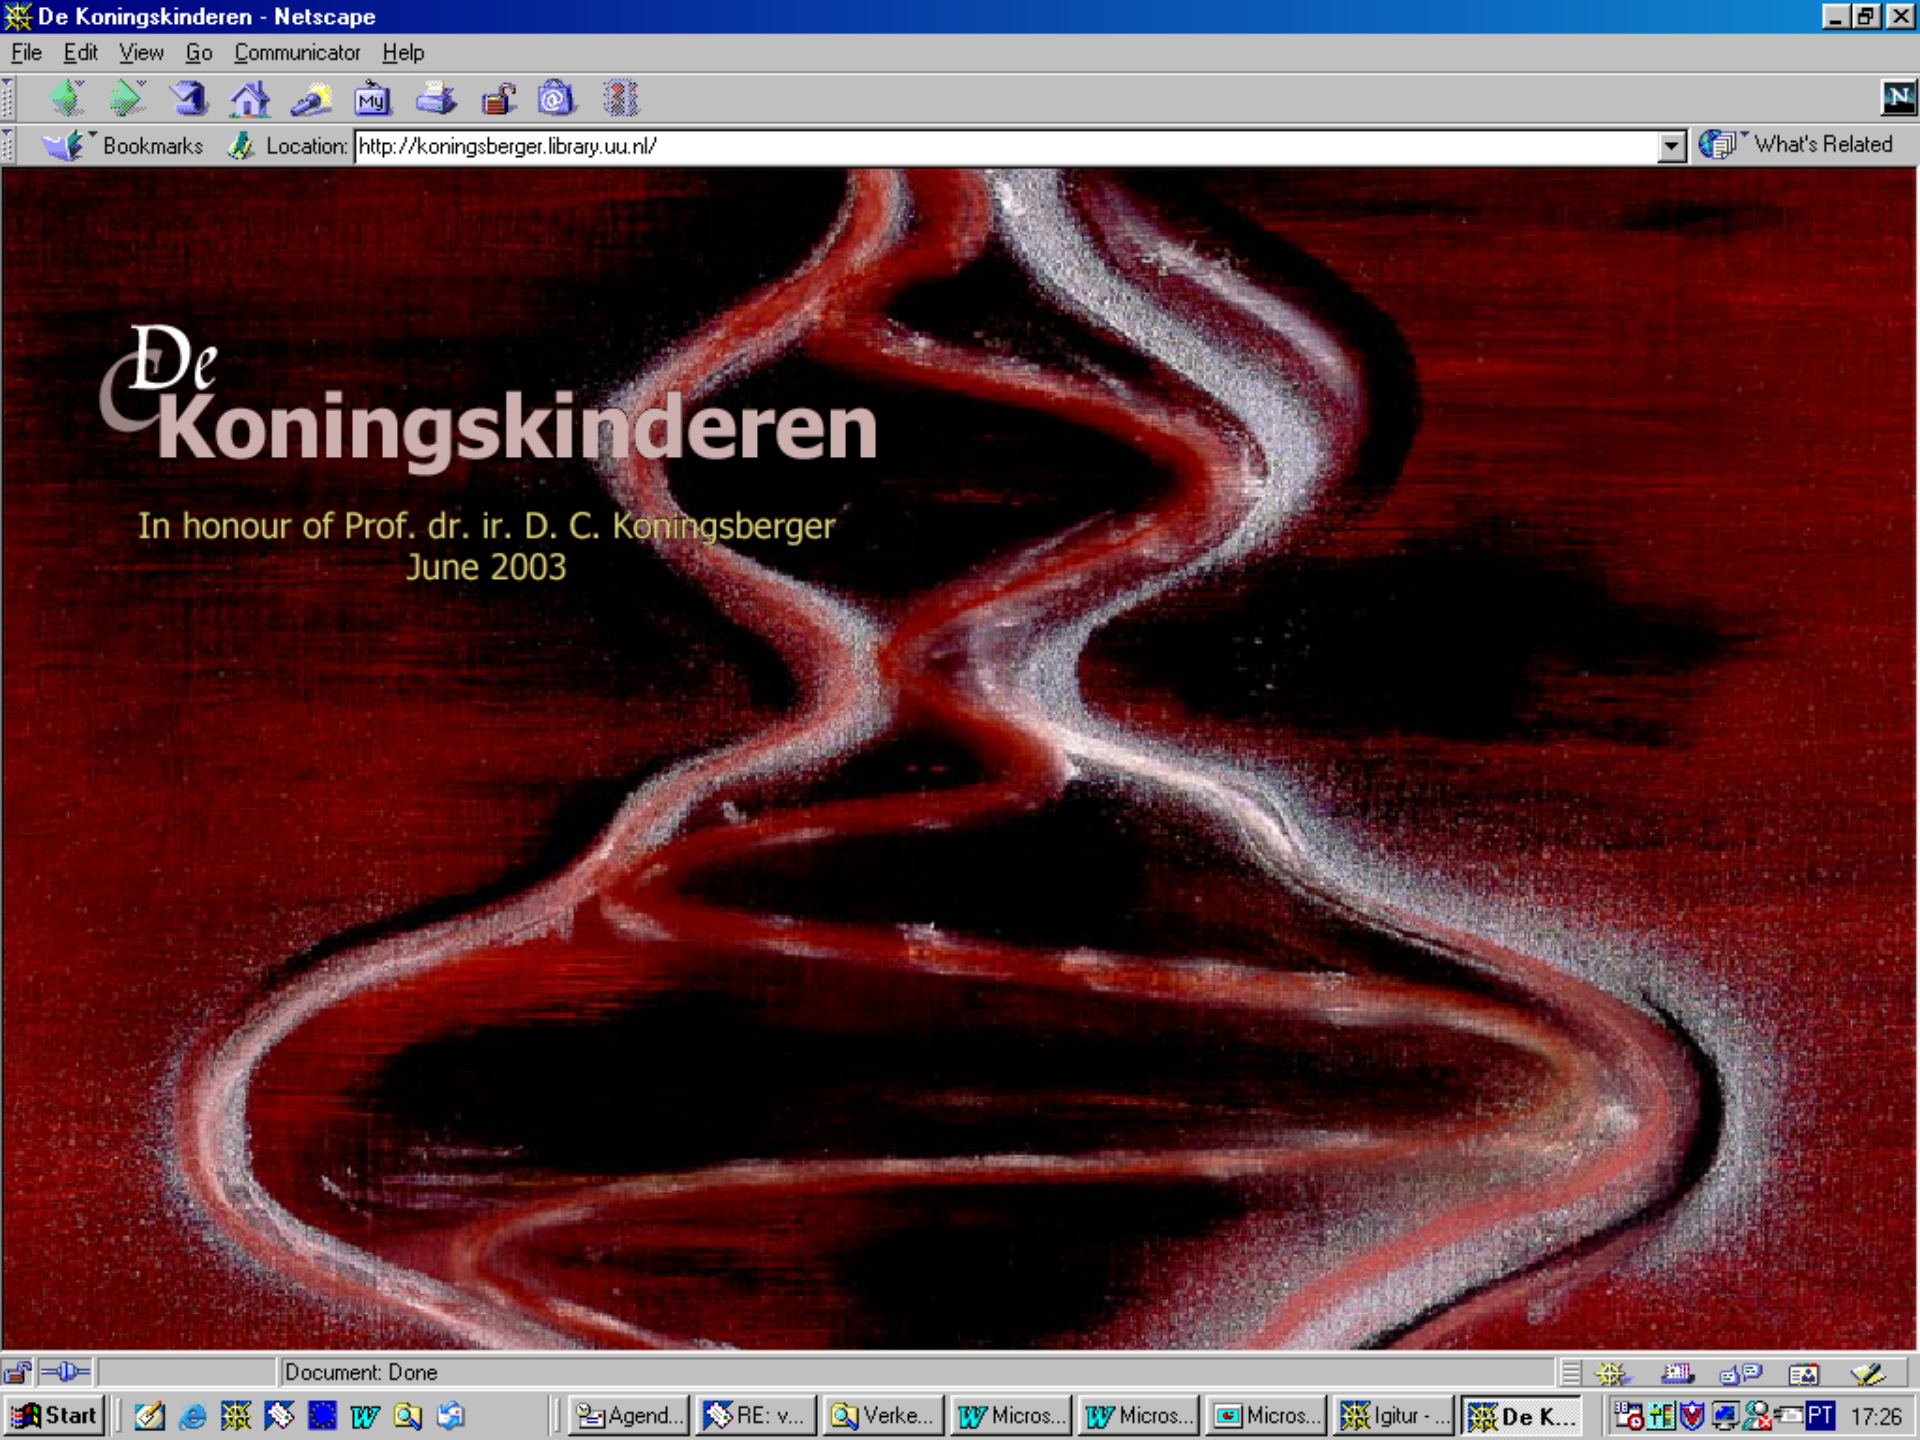 De Koningskinderen - Netscape
File Edit View Go Communicator Help
My
N
Bookmarks Location: http://koningsberger.library.uu.nl/ What's Related
De
Koningskinderen
In honour of Prof. dr. ir. D. C. Koningsberger
June 2003
Document: Done
Start Agend... RE: v... Verke... Micros... Micros... Micros... Igitur - ... De K... PT 17:26